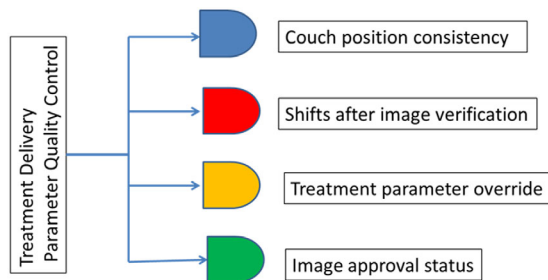 Treatment Delivery
Parameter Quality Control
Couch position consistency
Shifts after image verification
Treatment parameter override
Image approval status